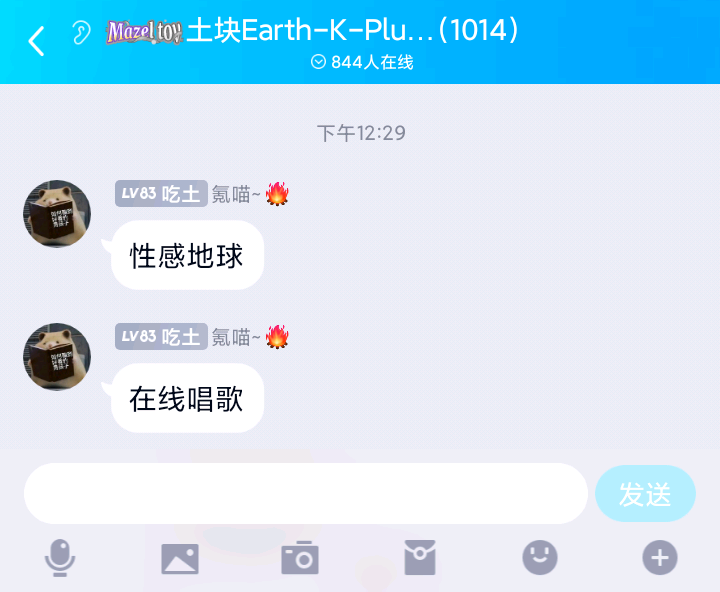 Mazel toy 土块Earth-K-Plu...(1014)
844人在线
下午12:29
LV83 吃土 氪喵~
性感地球
LV83 吃土 氪喵~
在线唱歌
发送